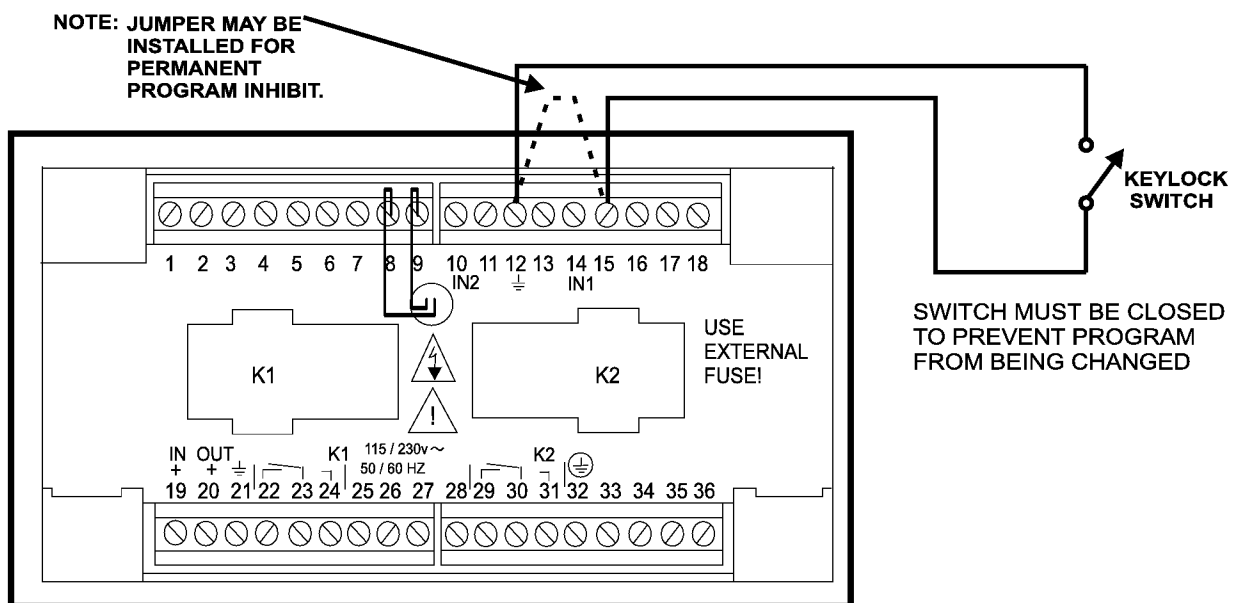 NOTE: JUMPER MAY BE
INSTALLED FOR
PERMANENT
PROGRAM INHIBIT.
KEYLOCK
SWITCH
1 2 3 4 5 6 7 8 9 10 11 12 13 14 15 16 17 18
IN2 IN1
SWITCH MUST BE CLOSED
TO PREVENT PROGRAM
FROM BEING CHANGED
USE
EXTERNAL
FUSE!
K1 K2
!
IN OUT K1 115 / 230v ~ K2
+ + 50 / 60 HZ
19 20 21 22 23 24 25 26 27 28 29 30 31 32 33 34 35 36